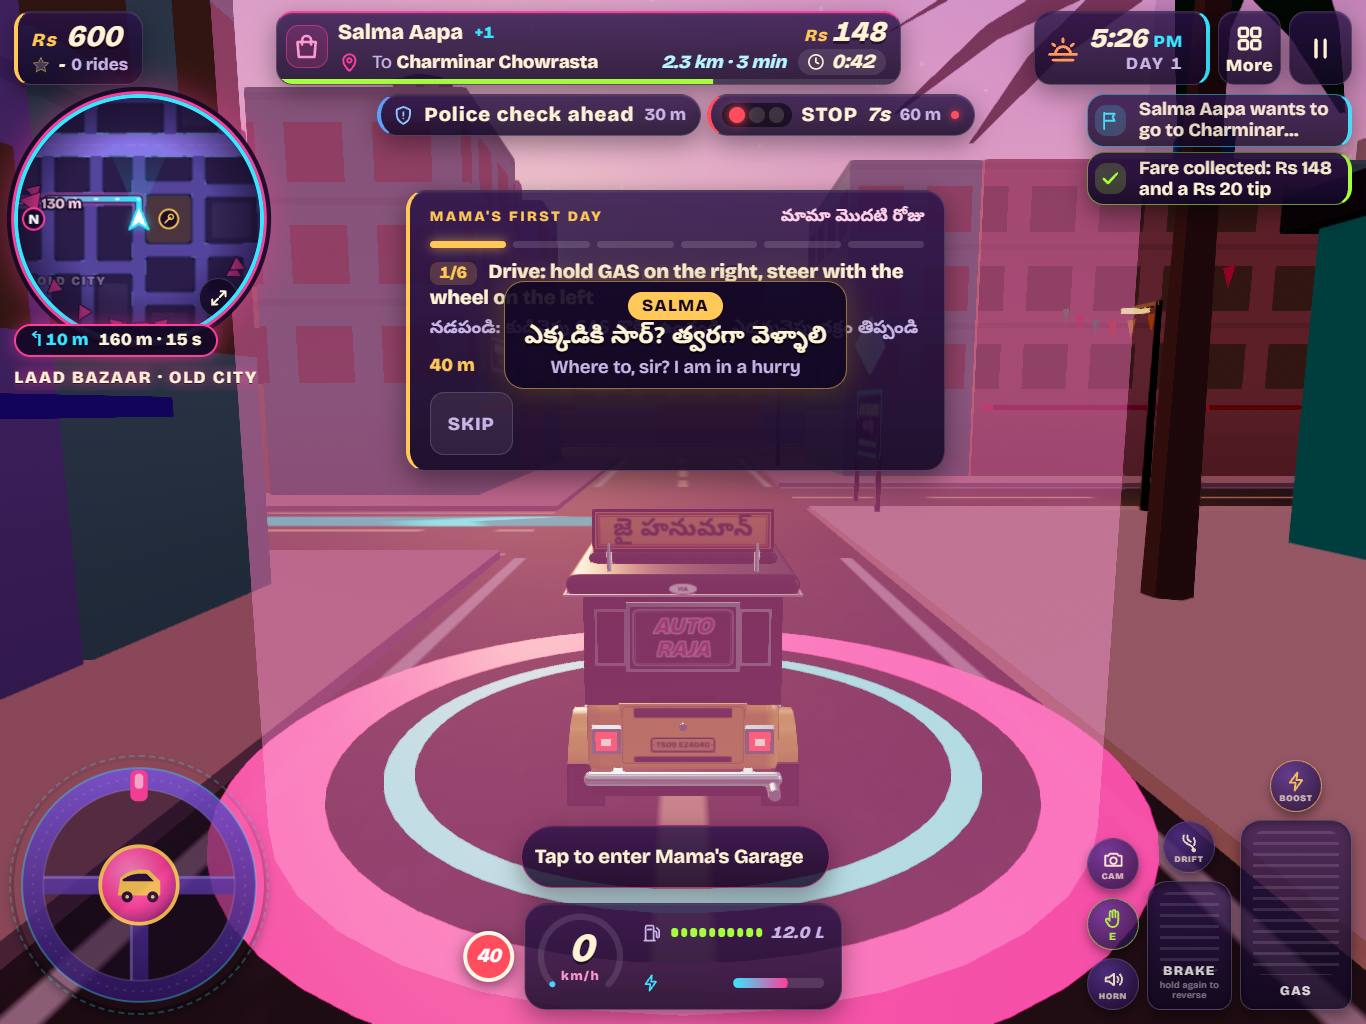 Rs 600
- 0 rides
Salma Aapa +1
Rs 148
To Charminar Chowrasta
2.3 km · 3 min
0:42
5:26 PM
DAY 1
More
Police check ahead 30 m
STOP 7s 60 m
Salma Aapa wants to
go to Charminar...
Fare collected: Rs 148
and a Rs 20 tip
130 m
N
OLD CITY
10 m 160 m · 15 s
LAAD BAZAAR · OLD CITY
MAMA'S FIRST DAY
మామా మొదటి రోజు
1/6 Drive: hold GAS on the right, steer with the
wheel on the left
నడపండి:
తిప్పండి
SALMA
ఎక్కడికి సార్? త్వరగా వెళ్ళాలి
Where to, sir? I am in a hurry
40 m
SKIP
జై హనుమాన్
AUTO
RAJA
Tap to enter Mama's Garage
40
0
km/h
12.0 L
BOOST
DRIFT
CAM
E
HORN
BRAKE
hold again to
reverse
GAS